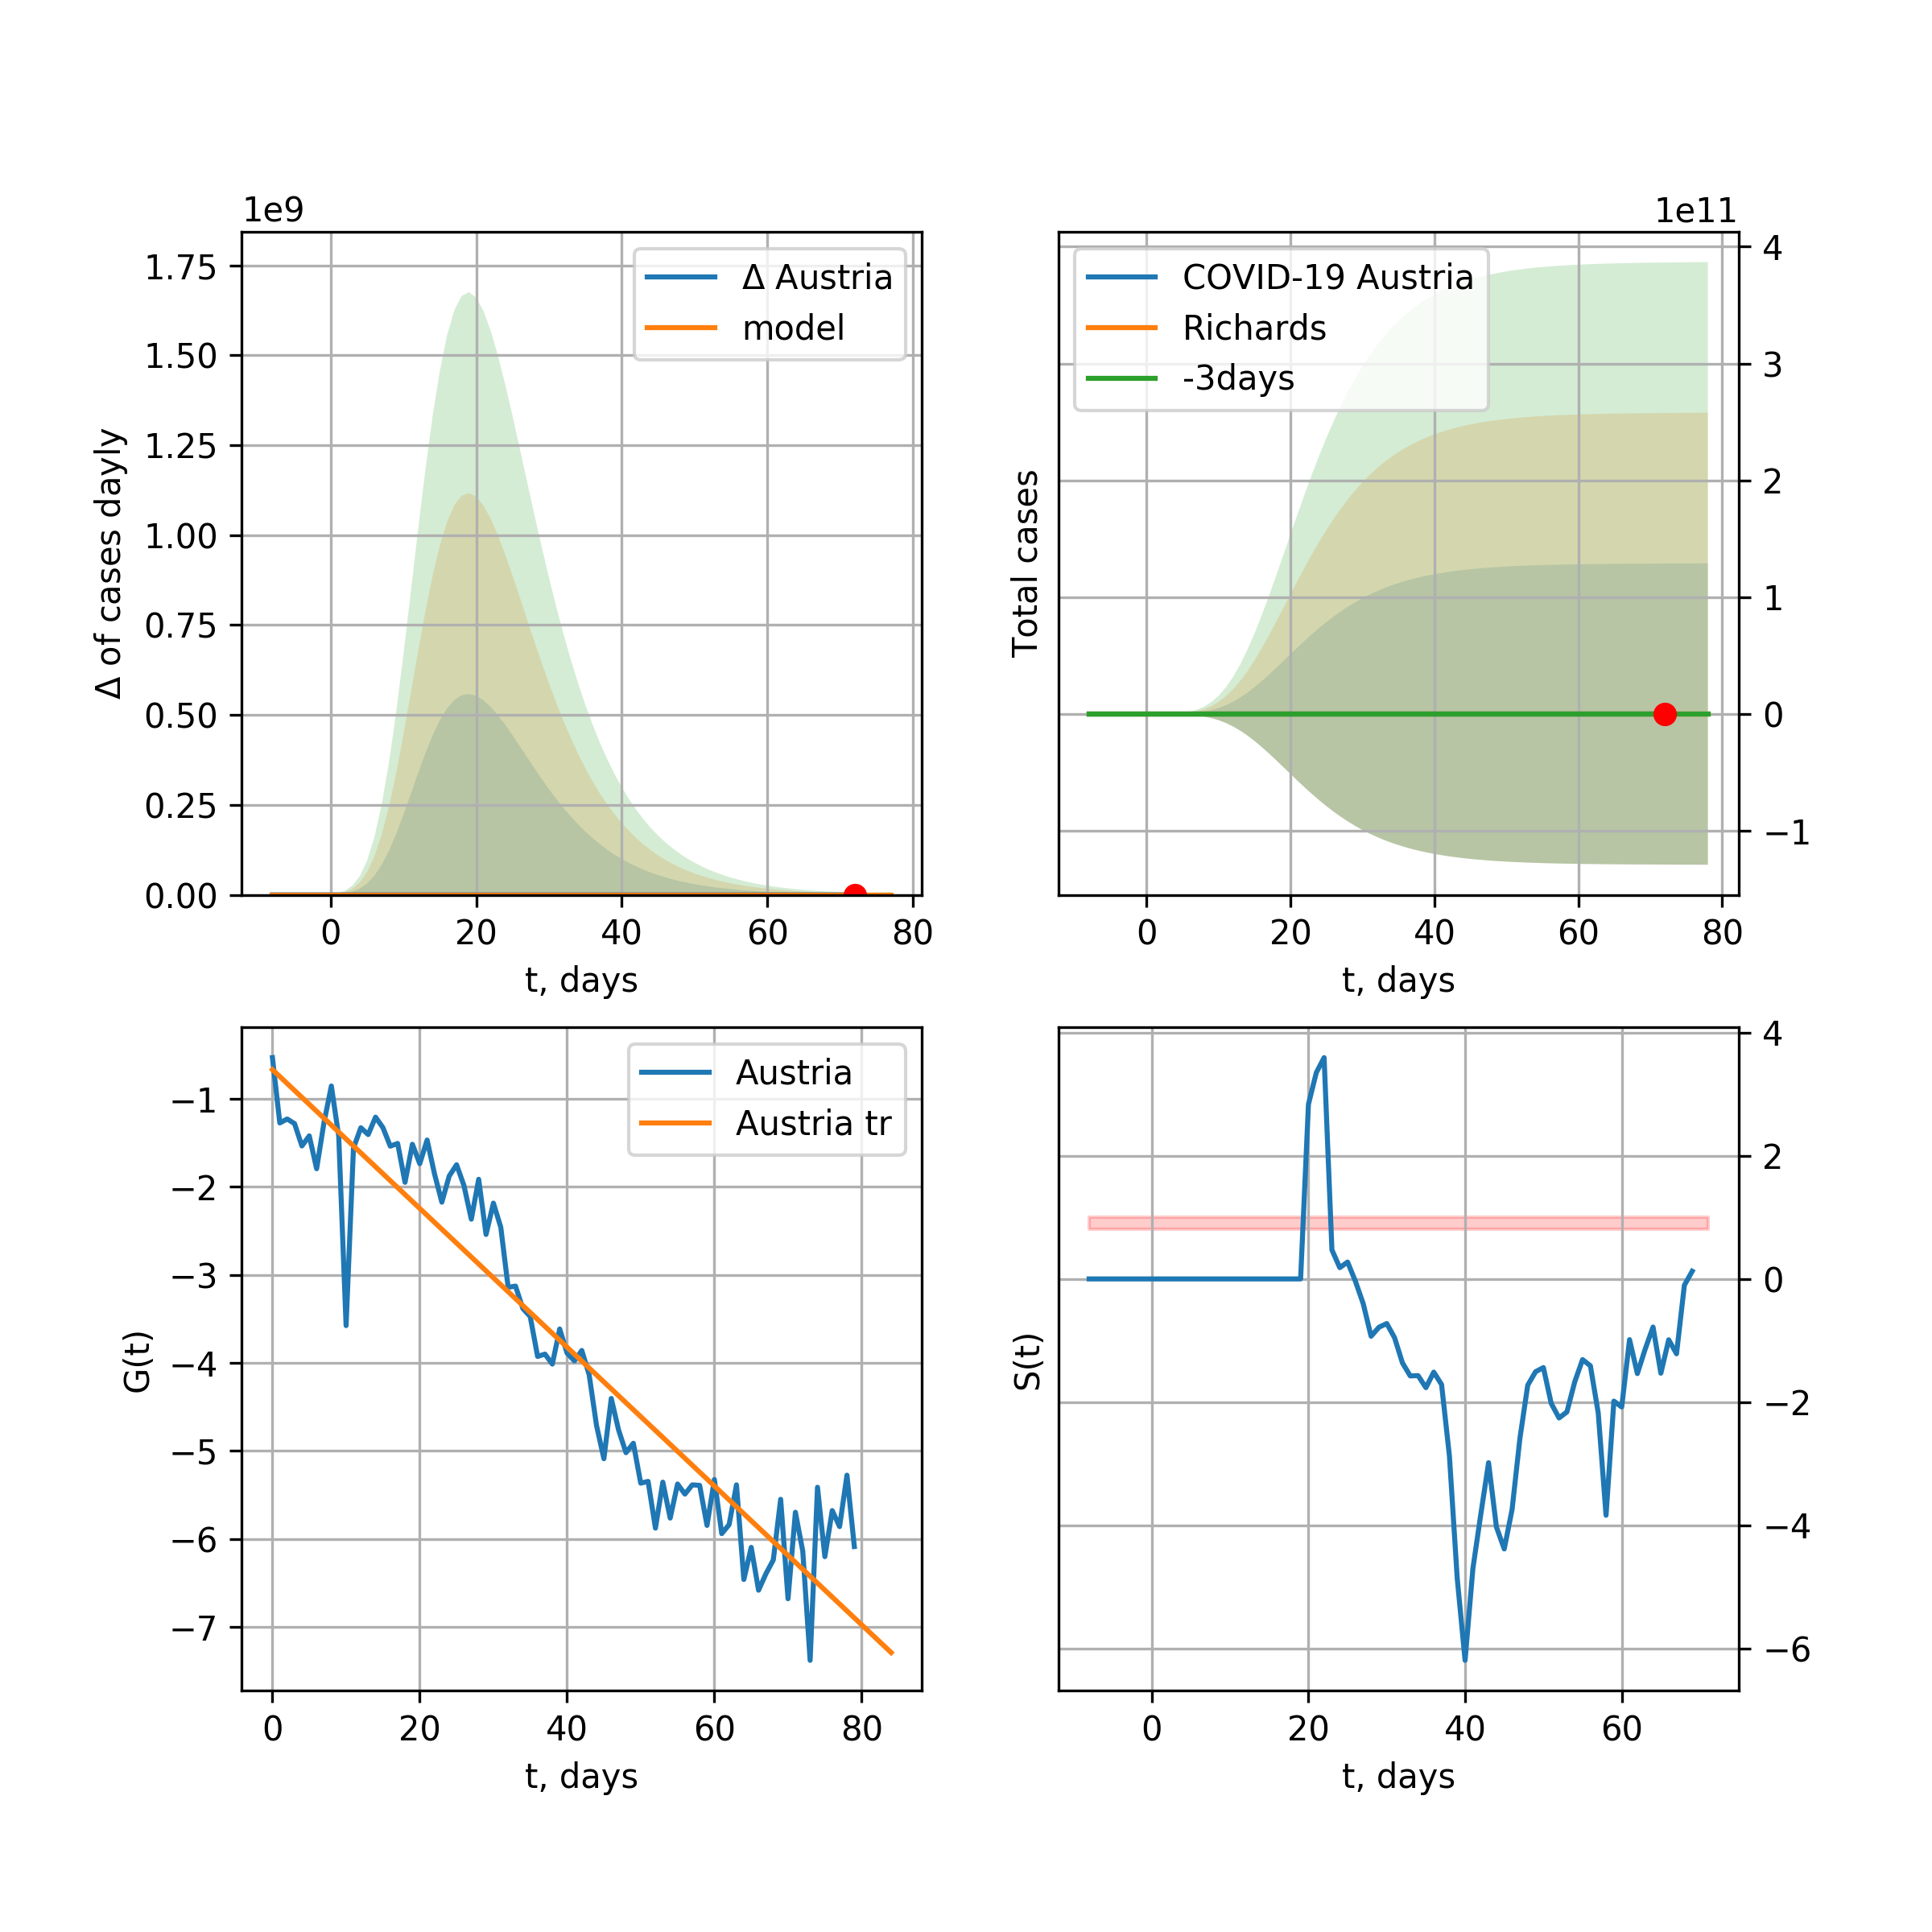 1e9
1.75
1.50
1.25
1.00
0.75
0.50
0.25
0.00
Δ of cases dayly
Δ Austria
model
0 20 40 60 80
t, days
1e11
4
3
2
1
0
−1
Total cases
COVID-19 Austria
Richards
-3days
0 20 40 60 80
t, days
−1
−2
−3
−4
−5
−6
−7
G(t)
Austria
Austria tr
0 20 40 60 80
t, days
4
2
0
−2
−4
−6
S(t)
0 20 40 60
t, days